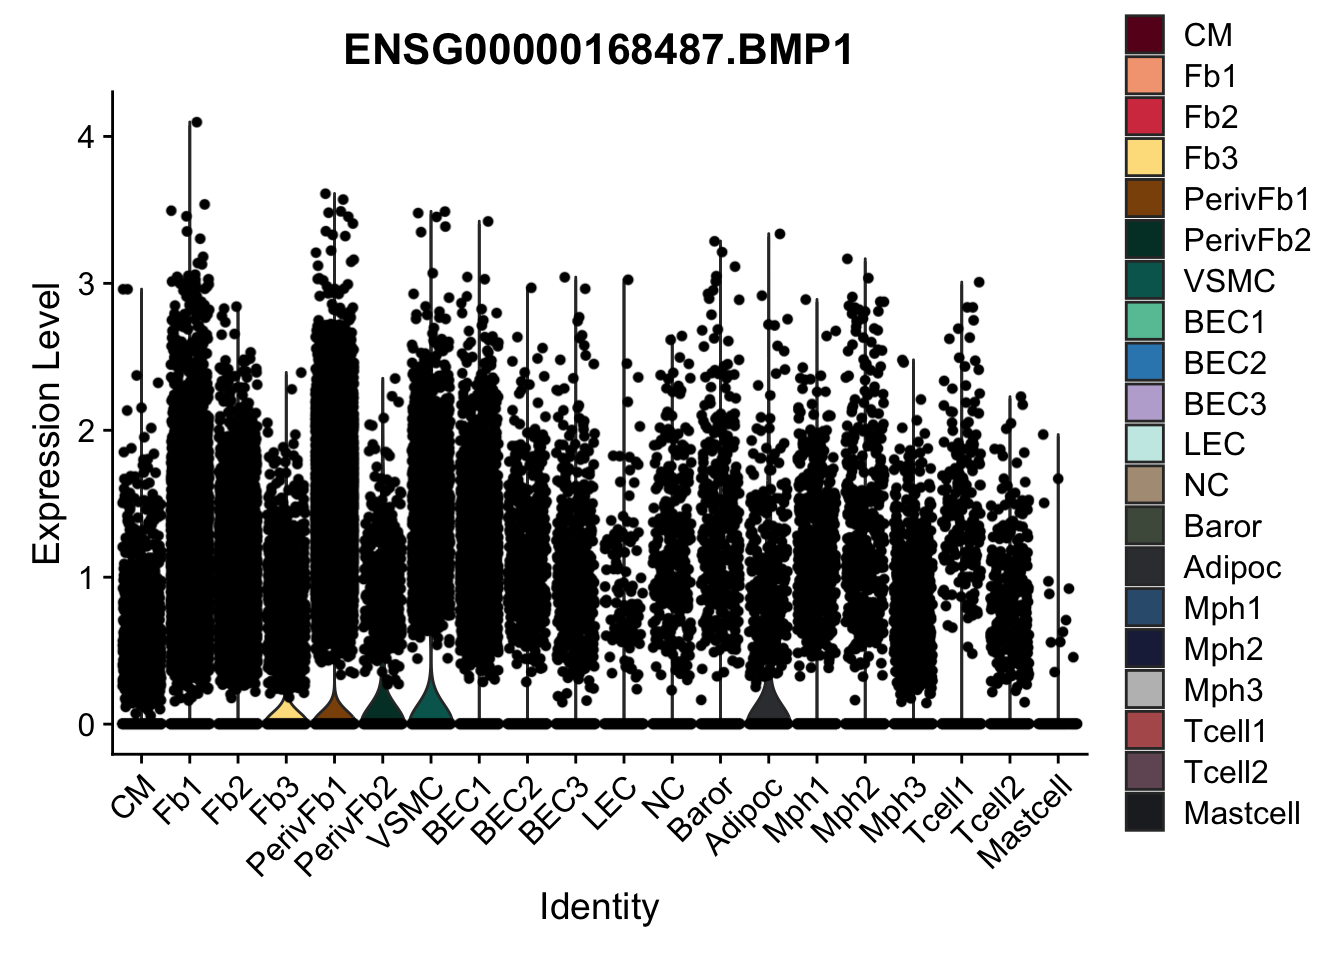 ENSG00000168487.BMP1
Expression Level
4
3
2
1
0
CM
Fb1
Fb2
Fb3
PerivFb1
PerivFb2
VSMC
BEC1
BEC2
BEC3
LEC
NC
Baror
Adipoc
Mph1
Mph2
Mph3
Tcell1
Tcell2
Mastcell
Identity
CM
Fb1
Fb2
Fb3
PerivFb1
PerivFb2
VSMC
BEC1
BEC2
BEC3
LEC
NC
Baror
Adipoc
Mph1
Mph2
Mph3
Tcell1
Tcell2
Mastcell